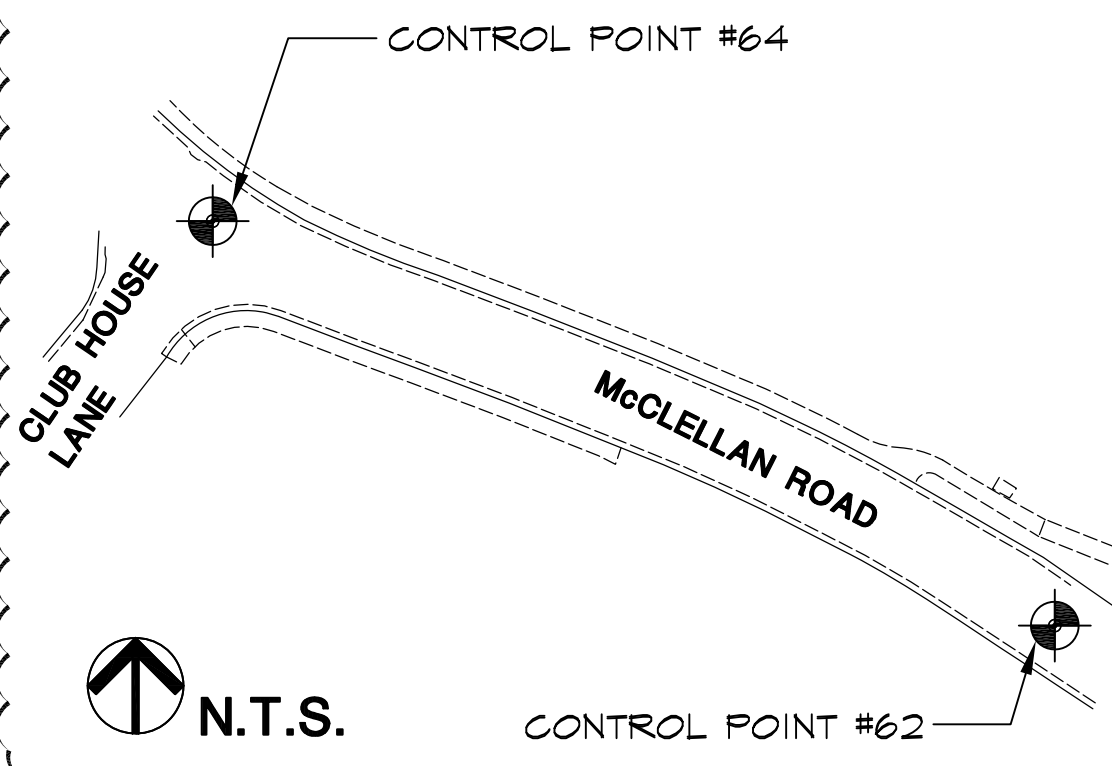 CONTROL POINT #64
CLUB HOUSE
LANE
McCLELLAN ROAD
N.T.S.
CONTROL POINT #62